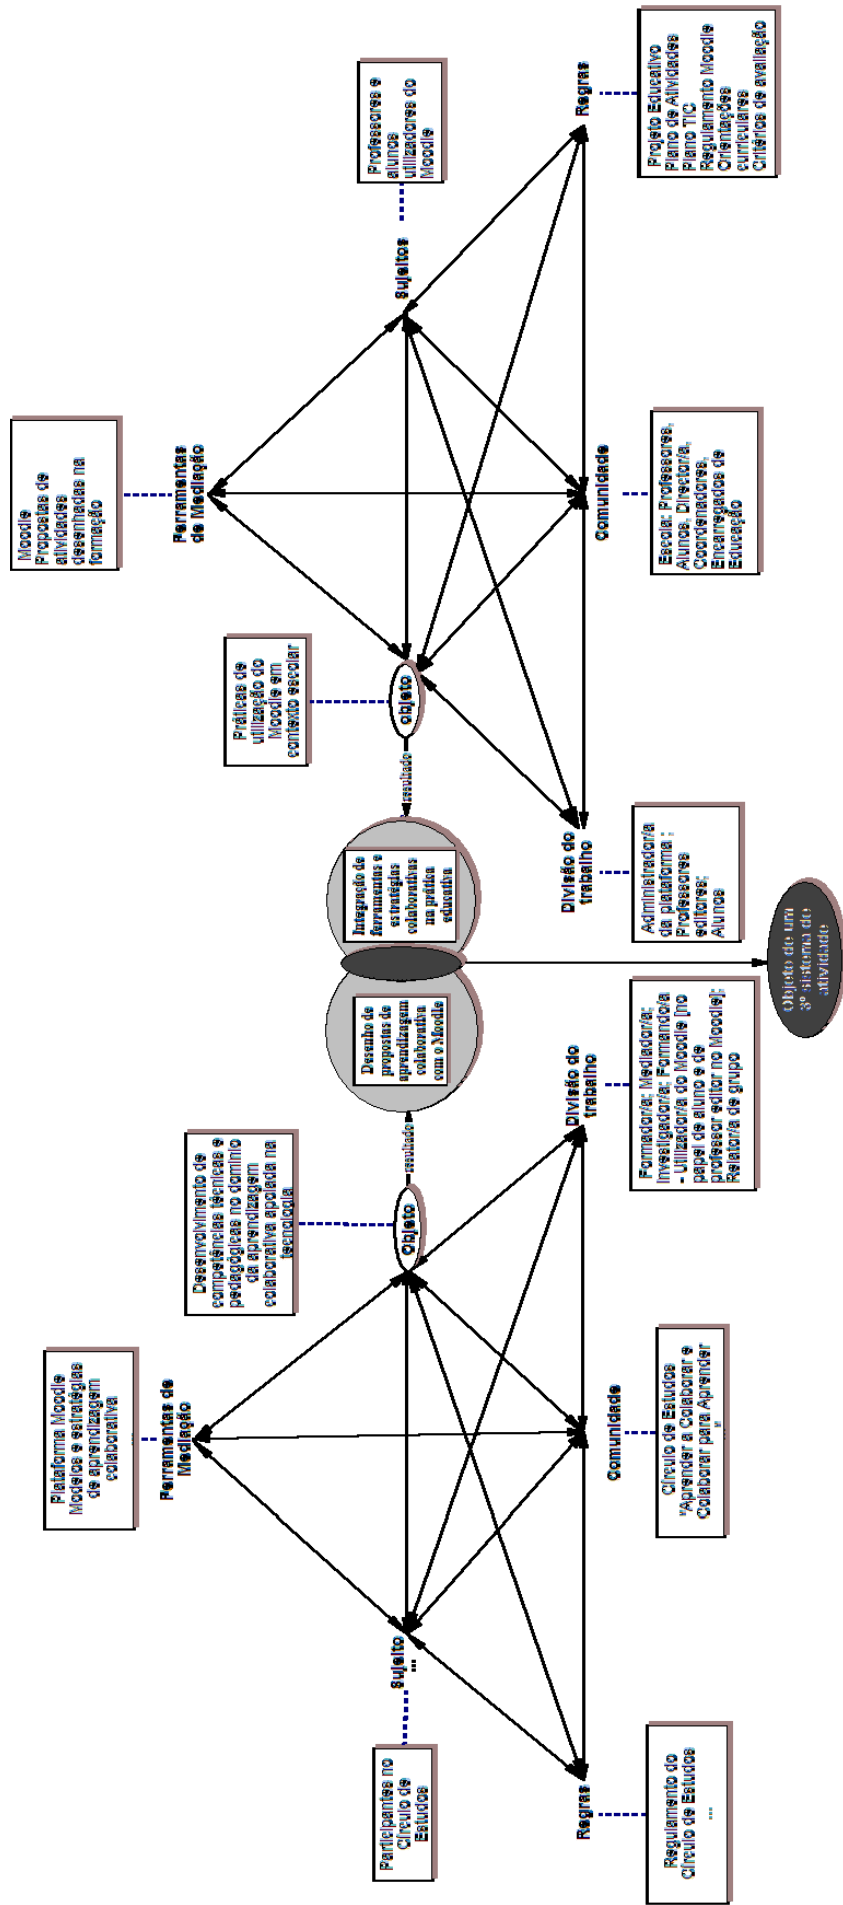 Plataforma Moodle
Modelos e estratégias
de aprendizagem
colaborativa
...
Ferramentas de
Mediação
Desenvolvimento de
competências técnicas e
pedagógicas no domínio
da aprendizagem
colaborativa apoiada na
tecnologia
Participantes no
Círculo de
Estudos
Sujeito
...
Objeto
resultado
Desenho de
propostas de
aprendizagem
colaborativa
com o Moodle
Regras
Regulamento do
Círculo de Estudos
...
Comunidade
Círculo de Estudos
"Aprender a Colaborar e
Colaborar para Aprender
"
...
Divisão do
trabalho
Formador/a; Mediador/a;
Investigador/a; Formando/a
- Utilizador/a do Moodle [no
papel de aluno e de
professor editor no Moodle];
Relator/a de grupo
Moodle
Propostas de
atividades
desenhadas na
formação
Ferramentas
de Mediação
Práticas de
utilização do
Moodle em
contexto escolar
Integração de
ferramentas e
estratégias
colaborativas
na prática
educativa
resultado
objeto
Sujeitos
Professores e
alunos
utilizadores do
Moodle
Divisão do
trabalho
Administrador/a
da plataforma ;
Professores
editores;
Alunos
Comunidade
Escola: Professores,
Alunos, Director/a,
Coordenadores,
Encarregados de
Educação
Regras
Projeto Educativo
Plano de Atividades
Plano TIC
Regulamento Moodle
Orientações
curriculares
Critérios de avaliação
Objeto de um
3º sistema de
atividade